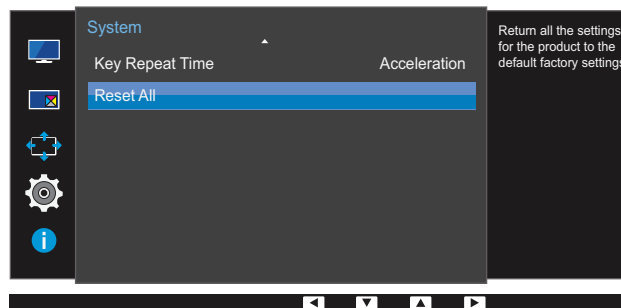 System
Key Repeat Time Acceleration
Reset All
Return all the settings
for the product to the
default factory settings